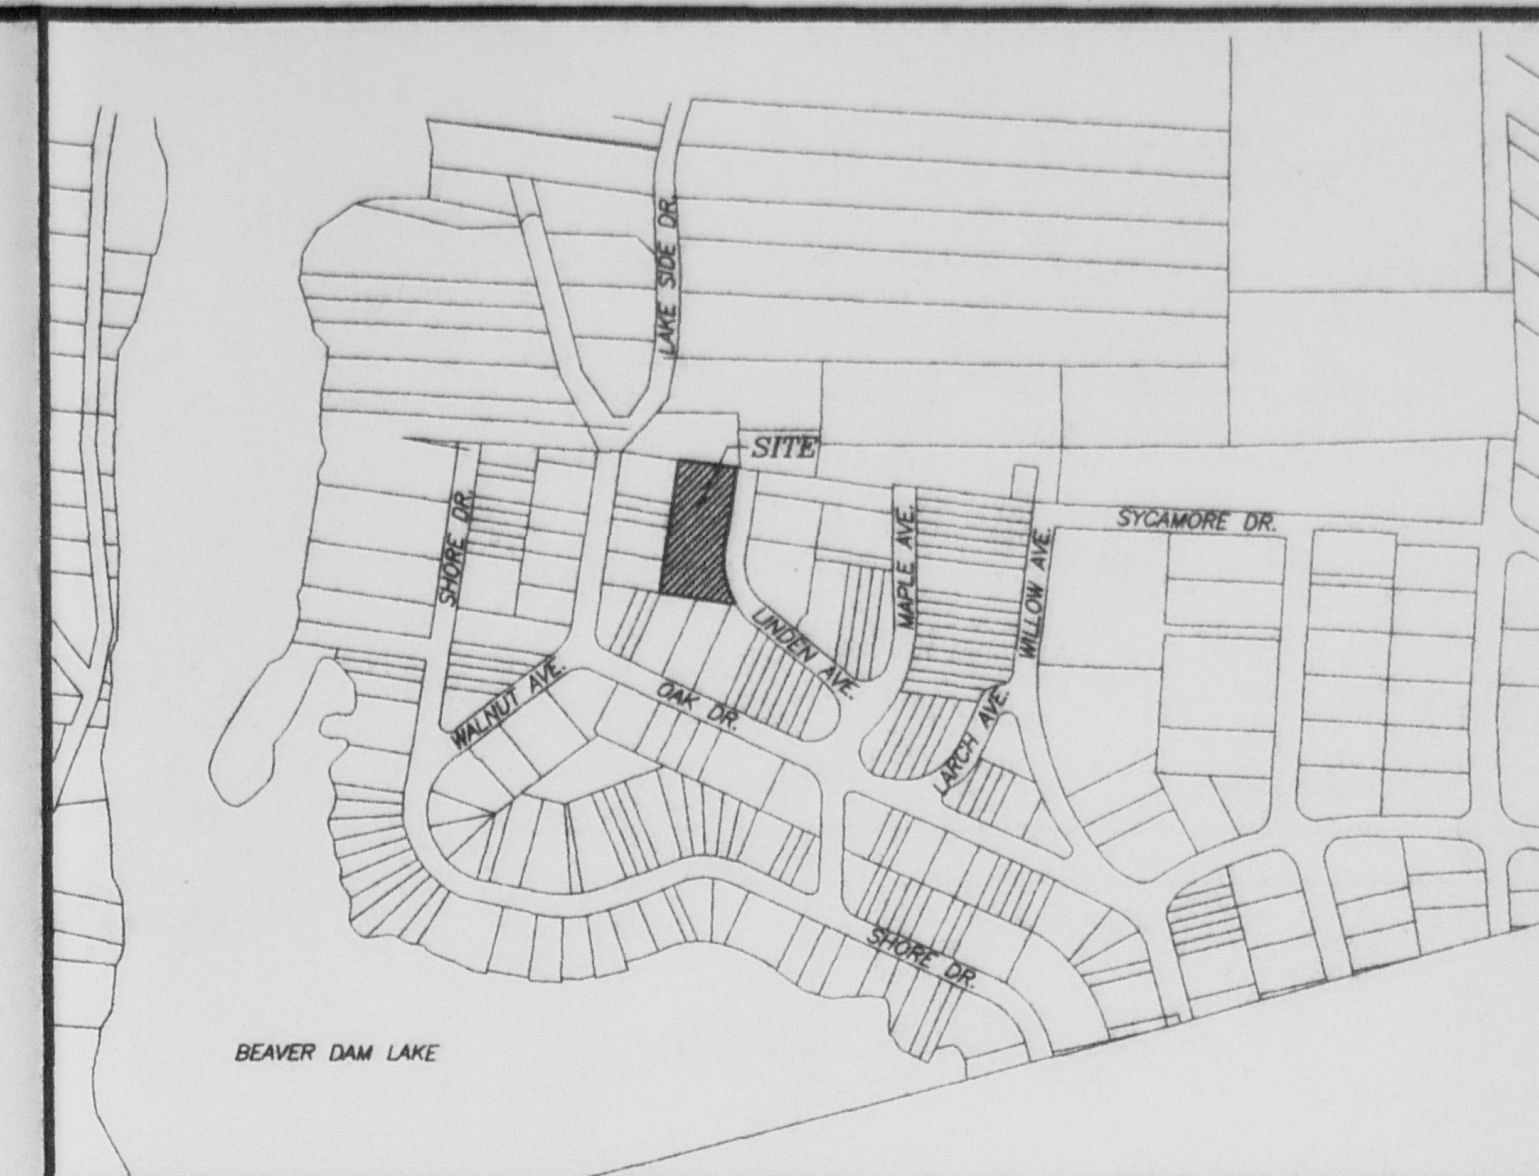 LAKE SIDE DR.
SITE
SHORE DR.
MAPLE AVE.
SYCAMORE DR.
WILLOW AVE.
LINDEN AVE.
WALNUT AVE.
OAK DR.
LARCH AVE.
SHORE DR.
BEAVER DAM LAKE